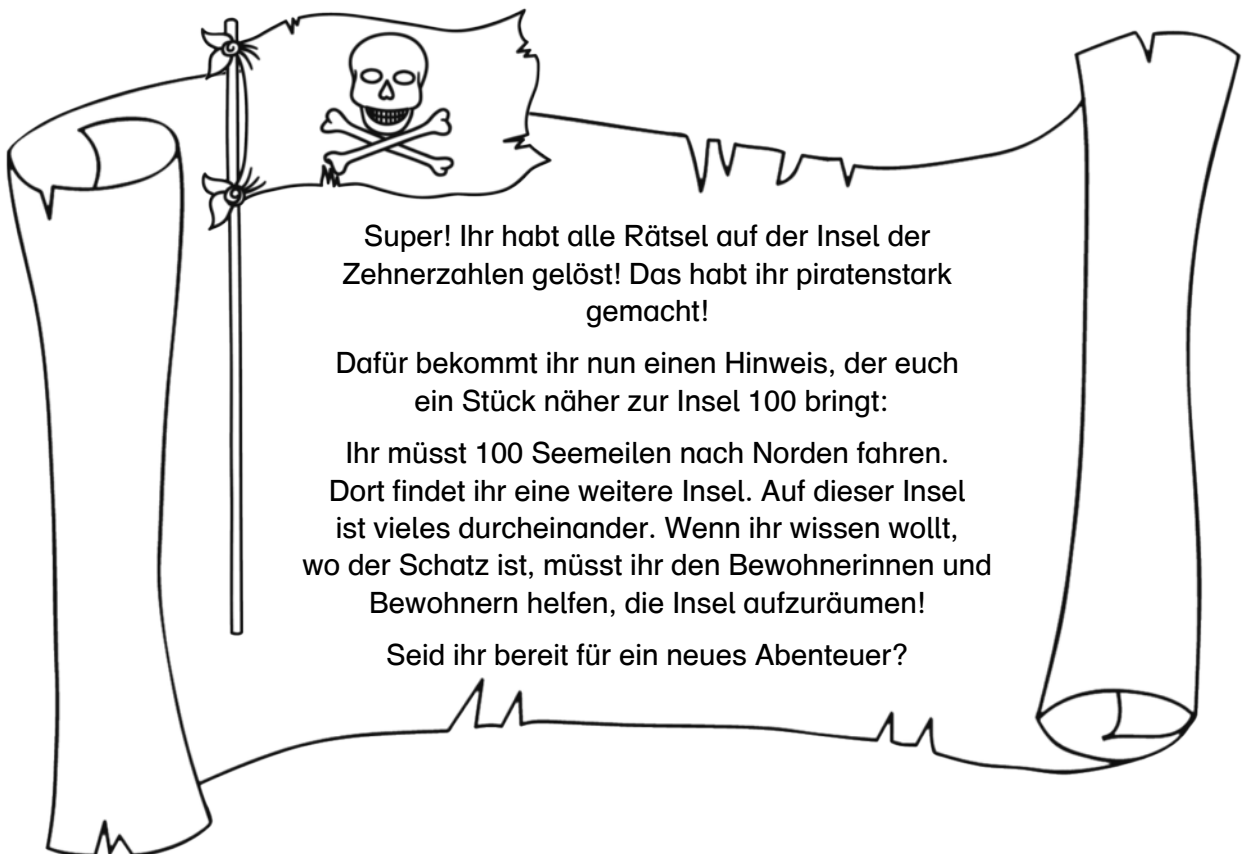 Super! Ihr habt alle Rätsel auf der Insel der
Zehnerzahlen gelöst! Das habt ihr piratenstark
gemacht!
Dafür bekommt ihr nun einen Hinweis, der euch
ein Stück näher zur Insel 100 bringt:
Ihr müsst 100 Seemeilen nach Norden fahren.
Dort findet ihr eine weitere Insel. Auf dieser Insel
ist vieles durcheinander. Wenn ihr wissen wollt,
wo der Schatz ist, müsst ihr den Bewohnerinnen und
Bewohnern helfen, die Insel aufzuräumen!
Seid ihr bereit für ein neues Abenteuer?